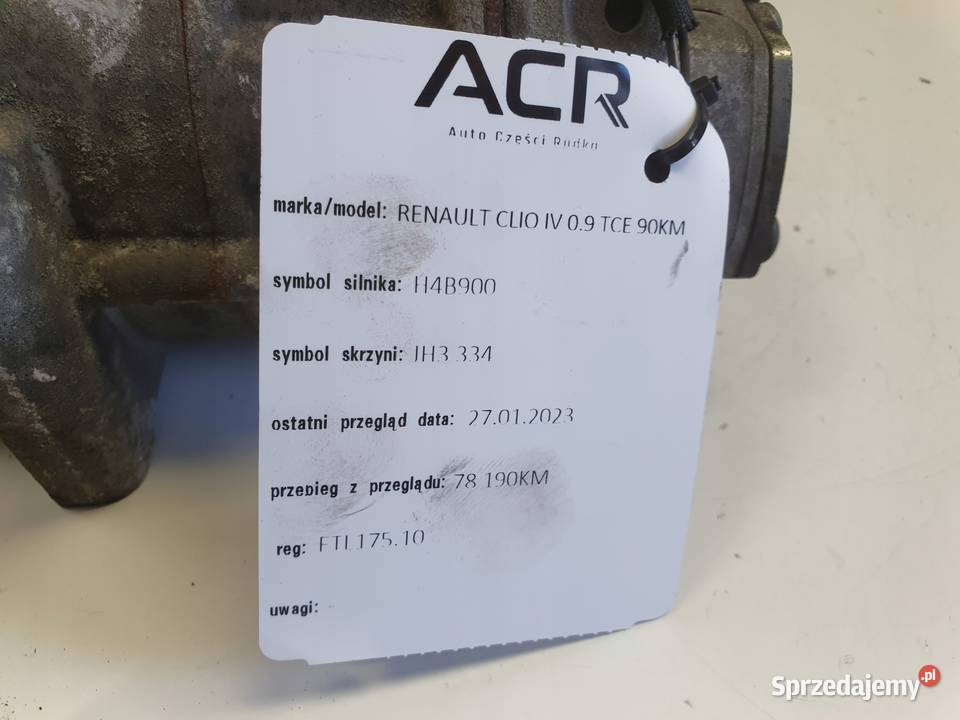 ACR
Auto Części Rudka
marka/model: RENAULT CLIO IV 0.9 TCE 90KM
symbol silnika: H4B900
symbol skrzyni: JH3 334
ostatni przegląd data: 27.01.2023
przebieg z przeglądu: 78 190KM
reg: ETL175.10
uwagi:
Sprzedajemy.pl